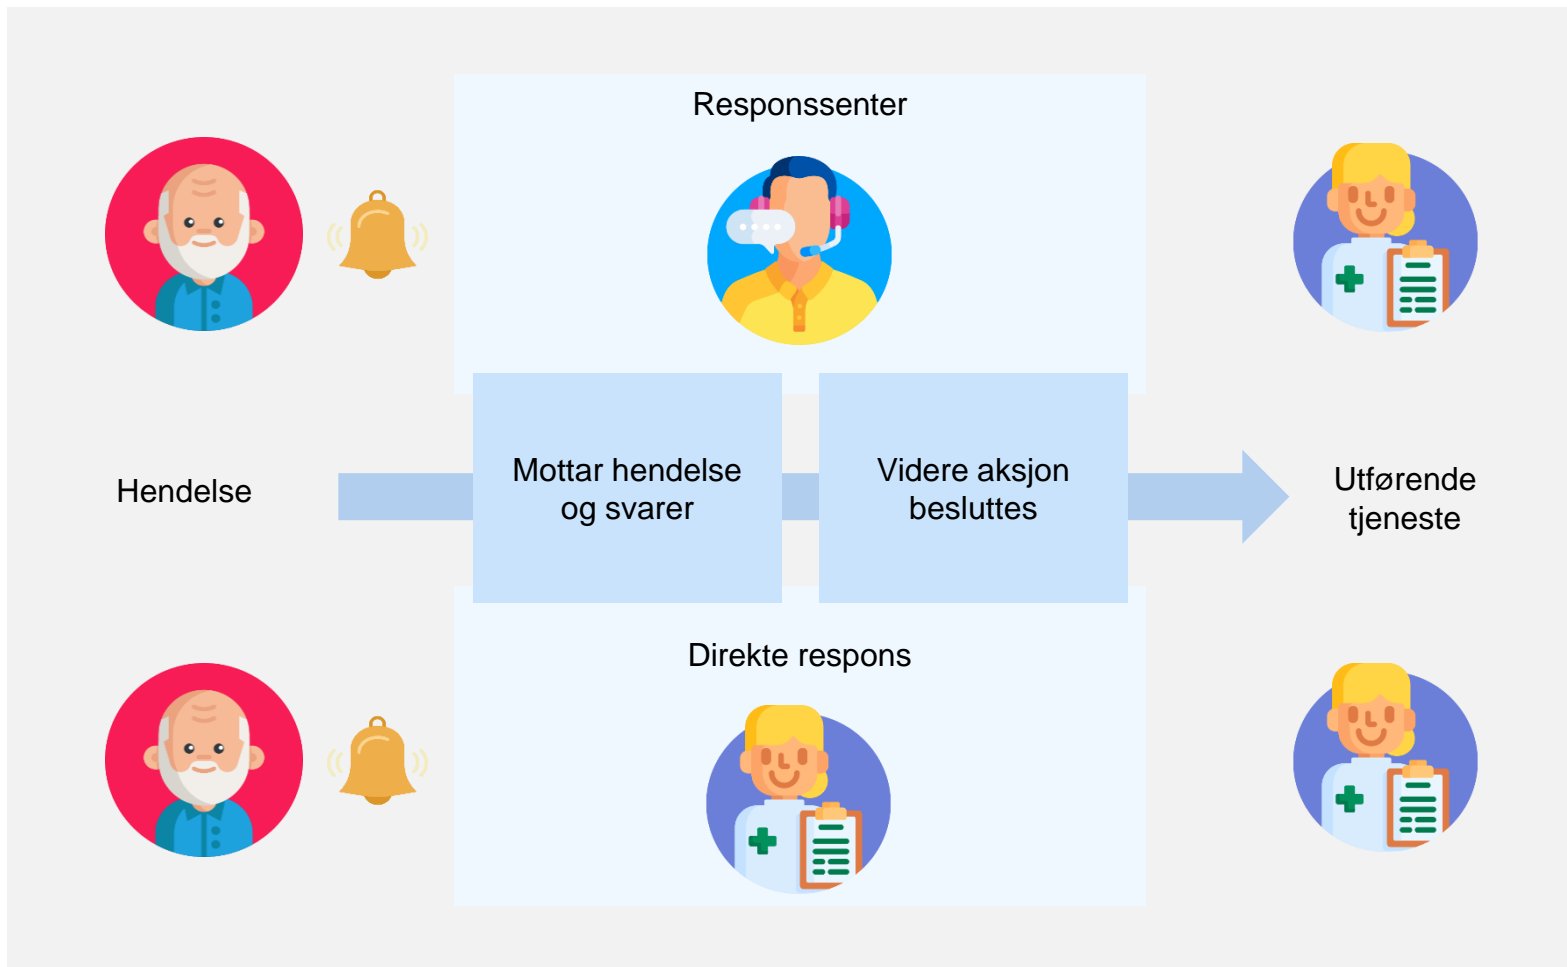 Responssenter
Hendelse
Mottar hendelse
og svarer
Videre aksjon
besluttes
Utførende
tjeneste
Direkte respons